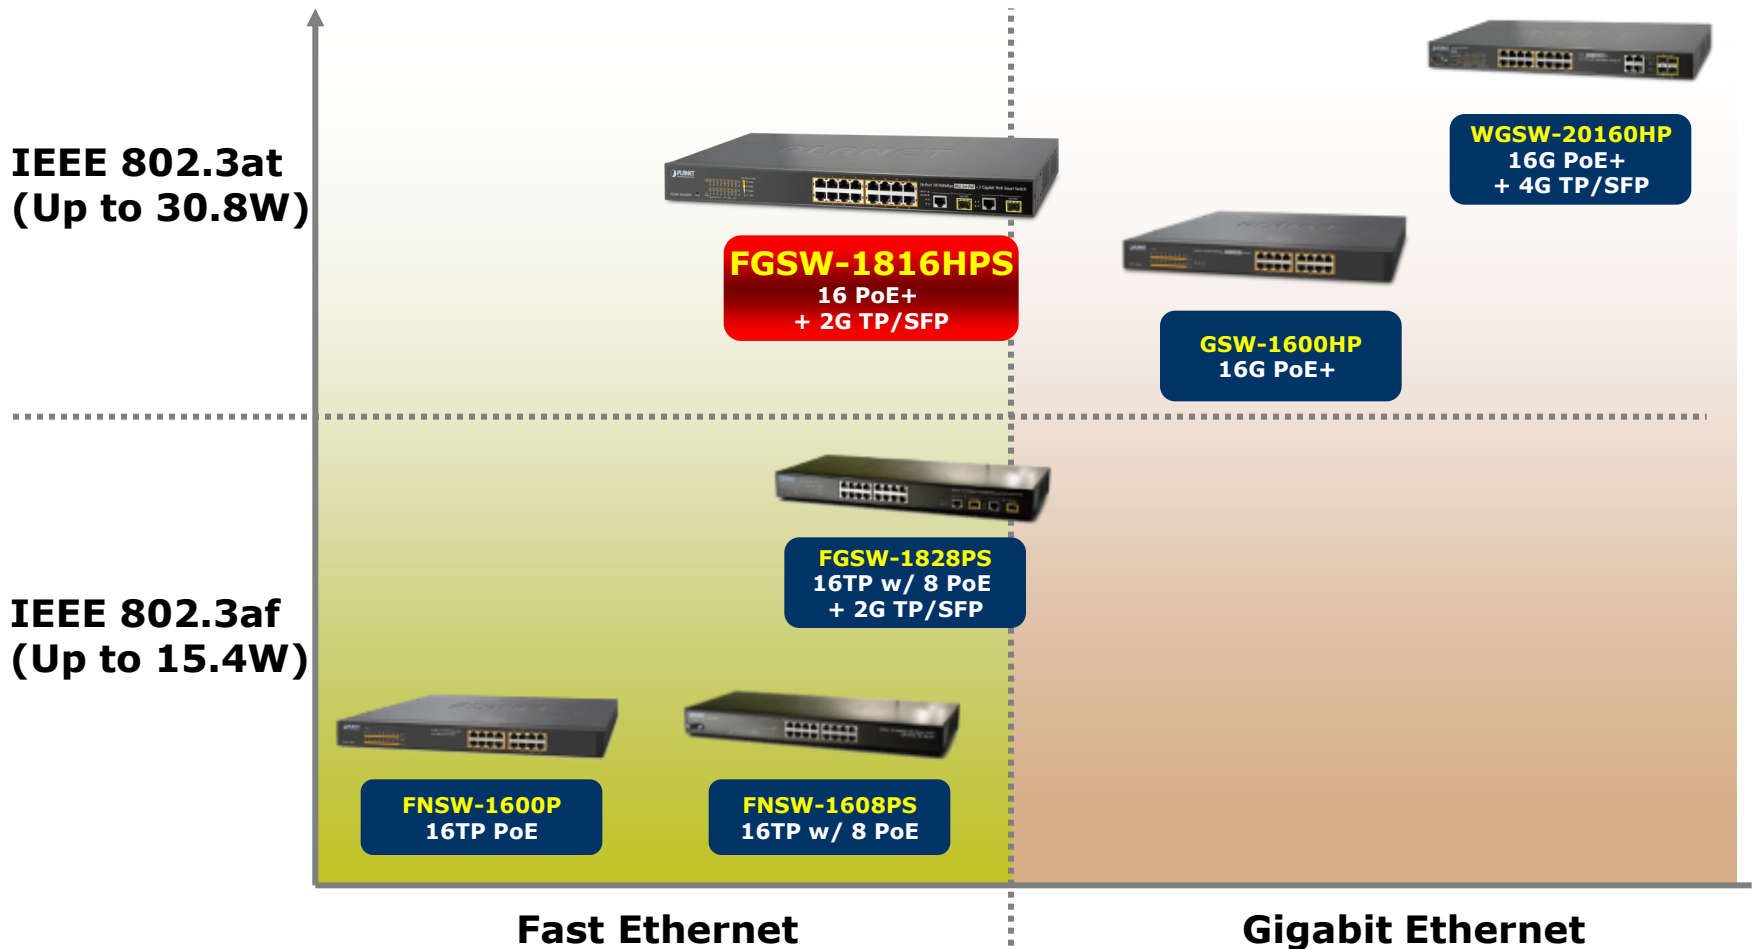 WGSW-20160HP
16G PoE+
+ 4G TP/SFP
IEEE 802.3at
(Up to 30.8W)
PLANET
FGSW-1816HPS
16 PoE+
+ 2G TP/SFP
GSW-1600HP
16G PoE+
FGSW-1828PS
16TP w/ 8 PoE
+ 2G TP/SFP
IEEE 802.3af
(Up to 15.4W)
FNSW-1600P
16TP PoE
FNSW-1608PS
16TP w/ 8 PoE
Fast Ethernet
Gigabit Ethernet